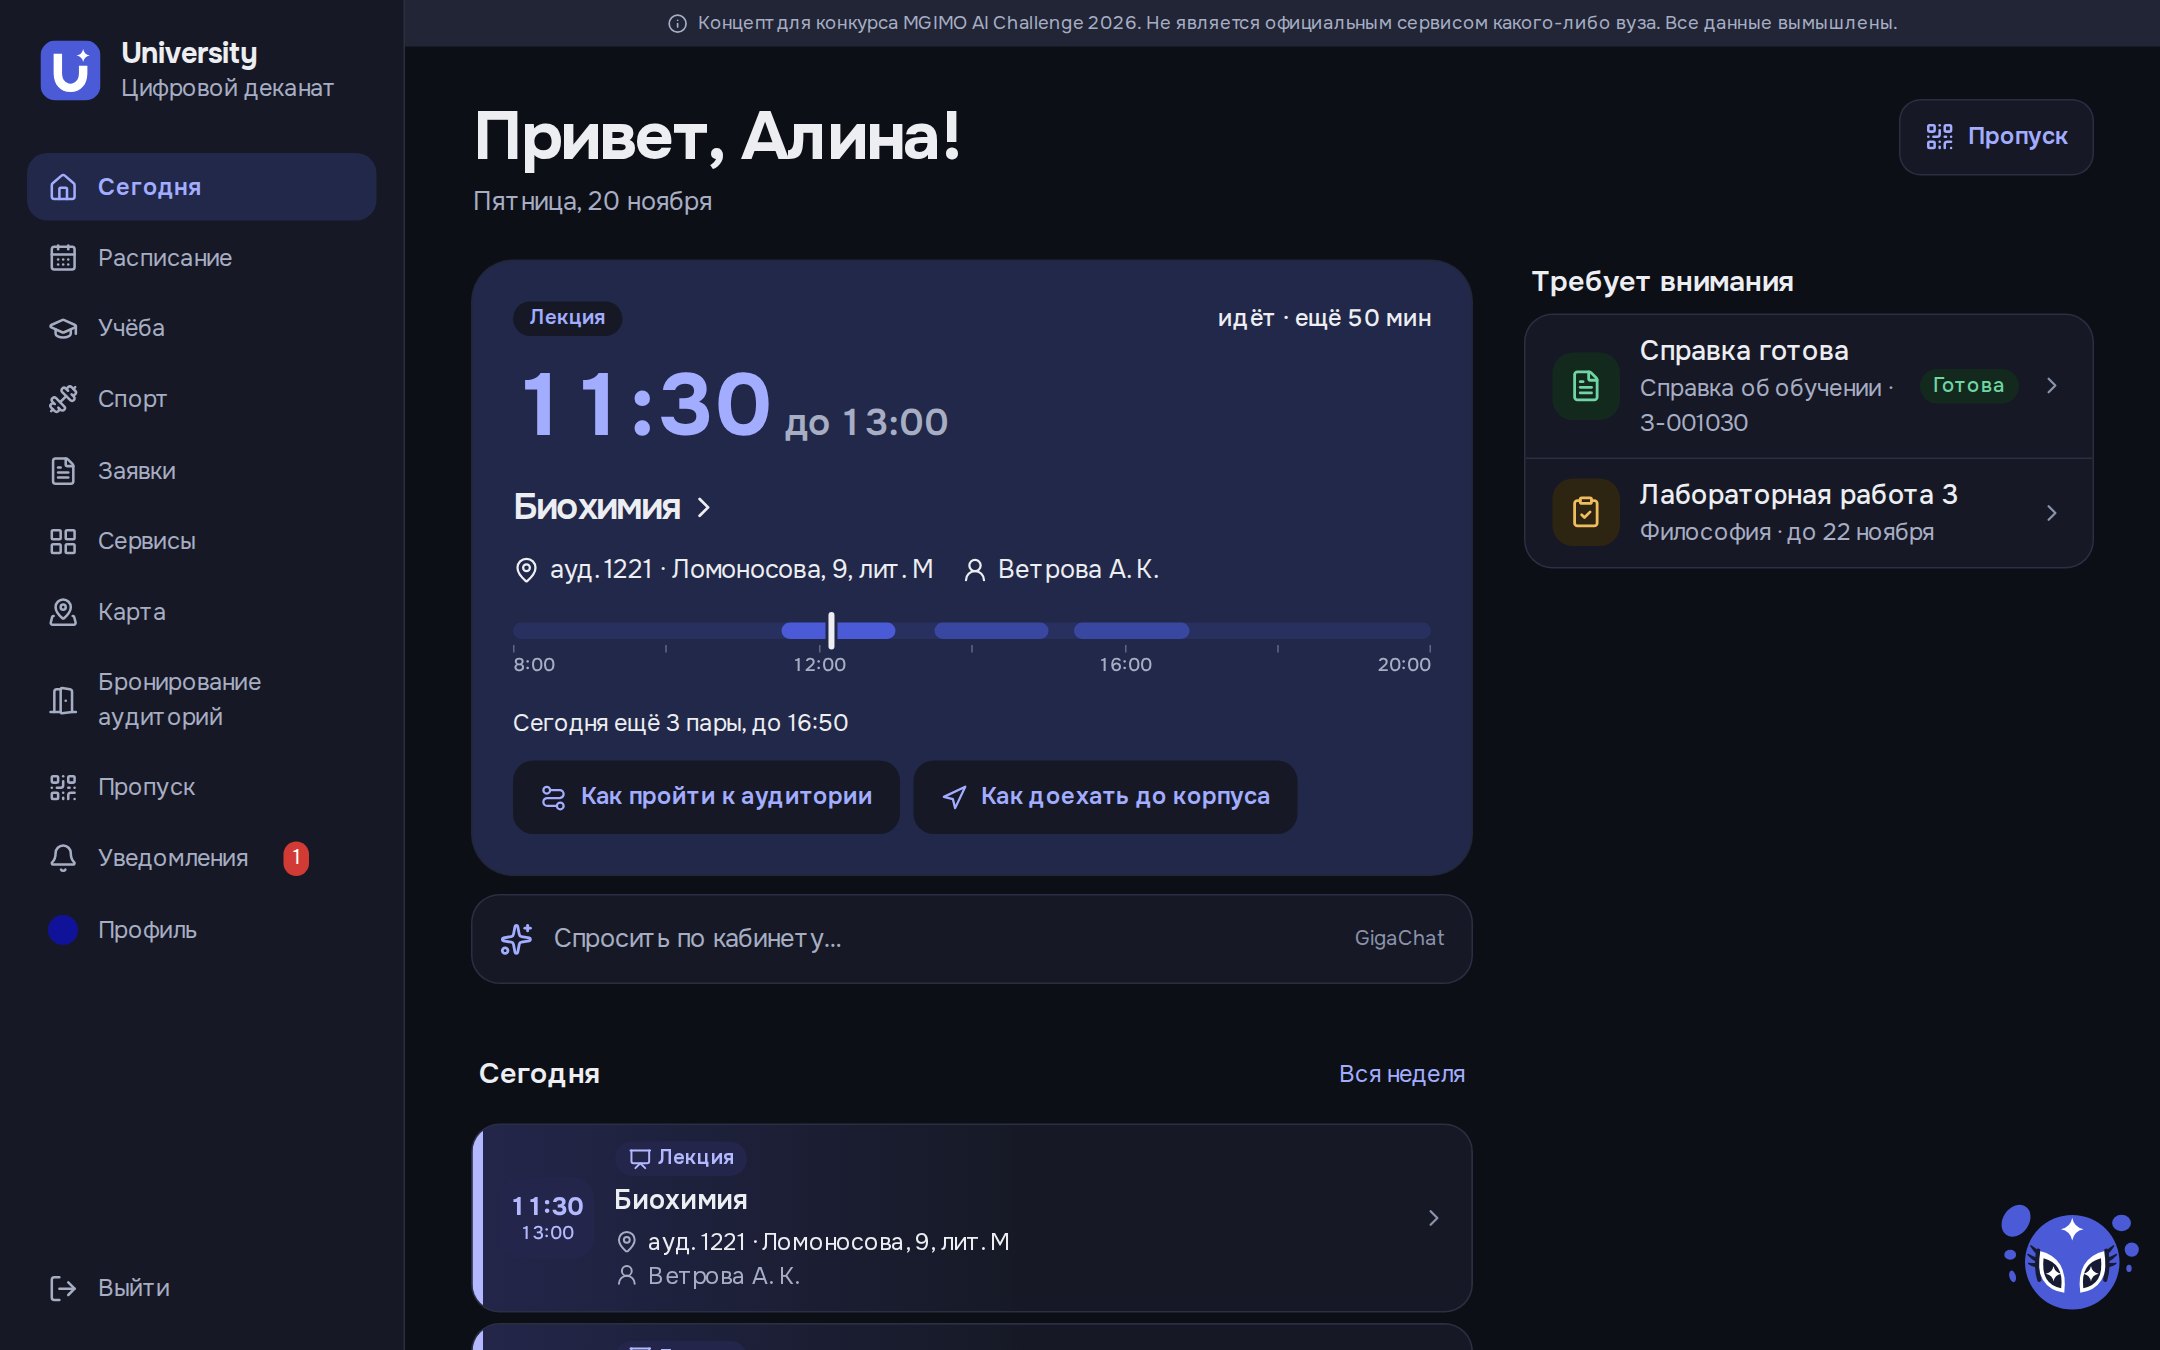 University
Цифровой деканат
Сегодня
Расписание
Учёба
Спорт
Заявки
Сервисы
Карта
Бронирование
аудиторий
Пропуск
Уведомления 1
Профиль
Выйти
Концепт для конкурса MGIMO AI Challenge 2026. Не является официальным сервисом какого-либо вуза. Все данные вымышлены.
Привет, Алина!
Пятница, 20 ноября
Пропуск
Лекция
идёт · ещё 50 мин
11:30 до 13:00
Биохимия
ауд. 1221 · Ломоносова, 9, лит. М Ветрова А. К.
8:00 12:00 16:00 20:00
Сегодня ещё 3 пары, до 16:50
Как пройти к аудитории Как доехать до корпуса
Спросить по кабинету... GigaChat
Требует внимания
Справка готова
Справка об обучении ·
З-001030
Готова
Лабораторная работа 3
Философия · до 22 ноября
Сегодня
Вся неделя
11:30
13:00
Лекция
Биохимия
ауд. 1221 · Ломоносова, 9, лит. М
Ветрова А. К.